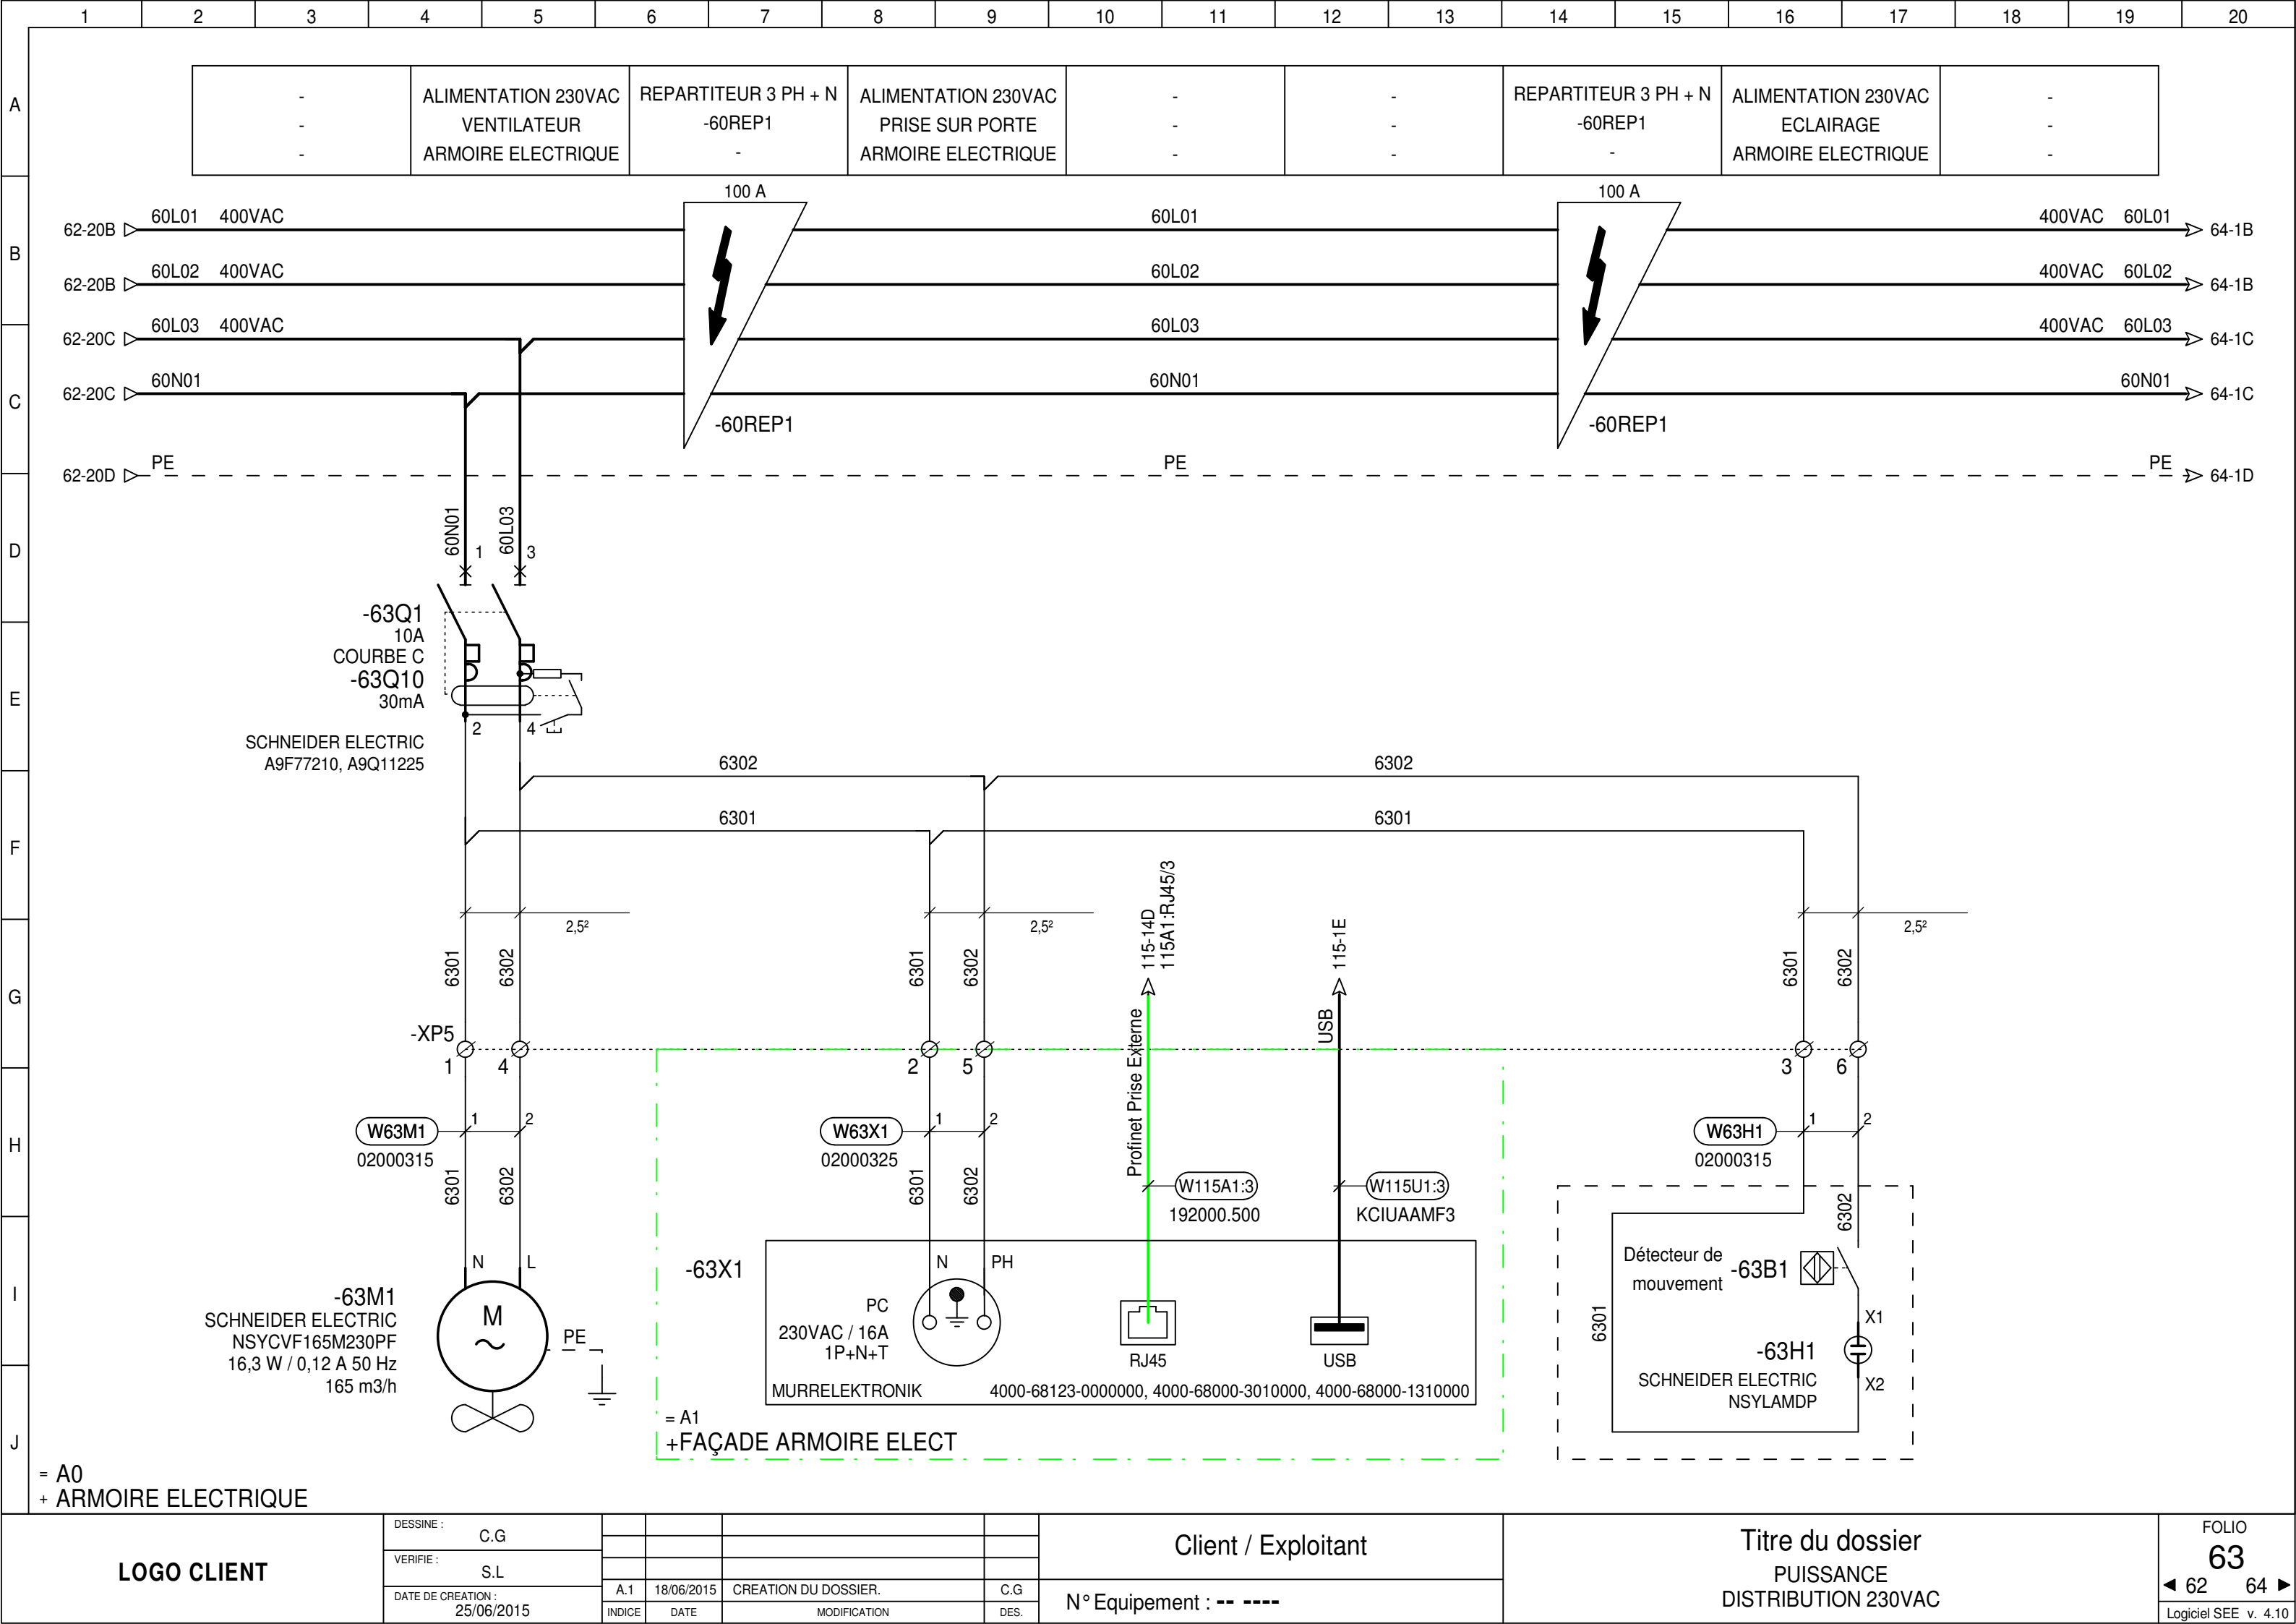 1 2 3 4 5 6 7 8 9 10 11 12 13 14 15 16 17 18 19 20
A
B
C
D
E
F
G
H
I
J
-
-
-
ALIMENTATION 230VAC
VENTILATEUR
ARMOIRE ELECTRIQUE
REPARTITEUR 3 PH + N
-60REP1
-
ALIMENTATION 230VAC
PRISE SUR PORTE
ARMOIRE ELECTRIQUE
-
-
-
-
-
-
REPARTITEUR 3 PH + N
-60REP1
-
ALIMENTATION 230VAC
ECLAIRAGE
ARMOIRE ELECTRIQUE
-
-
-
100 A 100 A
62-20B 60L01 400VAC 60L01 400VAC 60L01 64-1B
62-20B 60L02 400VAC 60L02 400VAC 60L02 64-1B
62-20C 60L03 400VAC 60L03 400VAC 60L03 64-1C
62-20C 60N01 60N01 60N01 64-1C
-60REP1 -60REP1
62-20D PE PE PE 64-1D
60N01 60L03
1 3
-63Q1
10A
COURBE C
-63Q10
30mA
2 4
SCHNEIDER ELECTRIC
A9F77210, A9Q11225
6302 6302
6301 6301
2,5² 2,5² 2,5²
6301 6302 6301 6302 6301 6302
115-14D
115A1:RJ45/3
115-1E
Profinet Prise Externe
USB
-XP5
1 4 2 5 3 6
W63M1 1 2
02000315
W63X1 1 2
02000325
W63H1 1 2
02000315
6301 6302 6301 6302
W115A1:3
192000.500
W115U1:3
KCIUAAMF3
6302
6301
N L
-63M1
SCHNEIDER ELECTRIC
NSYCVF165M230PF
16,3 W / 0,12 A 50 Hz
165 m3/h
M
PE
-63X1
N PH
PC
230VAC / 16A
1P+N+T
RJ45
USB
MURRELEKTRONIK 4000-68123-0000000, 4000-68000-3010000, 4000-68000-1310000
= A1
+FAÇADE ARMOIRE ELECT
Détecteur de
mouvement
-63B1
X1
-63H1
SCHNEIDER ELECTRIC
NSYLAMDP
X2
= A0
+ ARMOIRE ELECTRIQUE
LOGO CLIENT
DESSINE :
C.G
VERIFIE :
S.L
DATE DE CREATION :
25/06/2015
A.1 18/06/2015 CREATION DU DOSSIER. C.G
INDICE DATE MODIFICATION DES.
Client / Exploitant
N° Equipement : -- ----
Titre du dossier
PUISSANCE
DISTRIBUTION 230VAC
FOLIO
63
62 64
Logiciel SEE v. 4.10